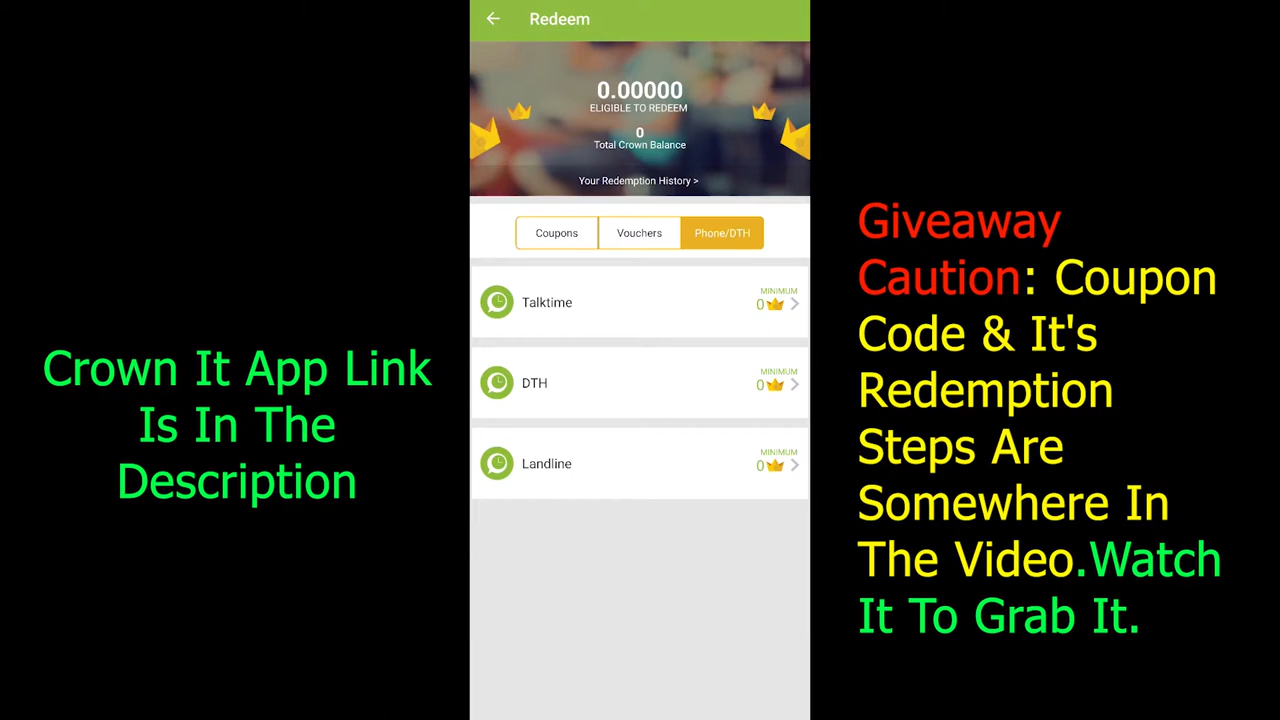 Redeem
0.00000
ELIGIBLE TO REDEEM
0
Total Crown Balance
Your Redemption History >
Coupons
Vouchers
Phone/DTH
Talktime
MINIMUM
0
DTH
MINIMUM
0
Landline
MINIMUM
0
Crown It App Link
Is In The
Description
Giveaway
Caution: Coupon
Code & It's
Redemption
Steps Are
Somewhere In
The Video.Watch
It To Grab It.